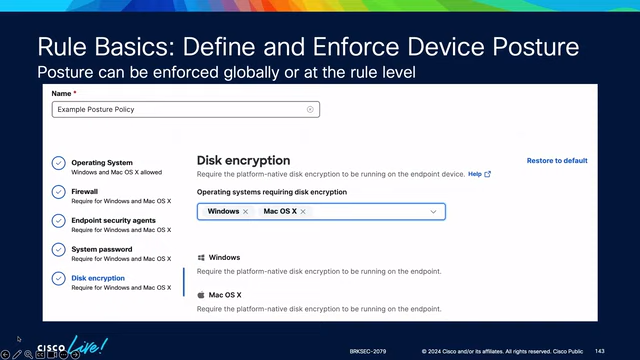 Rule Basics: Define and Enforce Device Posture
Posture can be enforced globally or at the rule level
Name *
Example Posture Policy
Operating System
Windows and Mac OS X allowed
Firewall
Require for Windows and Mac OS X
Endpoint security agents
Require for Windows and Mac OS X
System password
Require for Windows and Mac OS X
Disk encryption
Require for Windows and Mac OS X
Disk encryption
Restore to default
Require the platform-native disk encryption to be running on the endpoint device. Help
Operating systems requiring disk encryption
Windows Mac OS X
Windows
Require the platform-native disk encryption to be running on the endpoint.
Mac OS X
Require the platform-native disk encryption to be running on the endpoint.
CISCO Live!
BRKSEC-2079
© 2024 Cisco and/or its affiliates. All rights reserved. Cisco Public
143